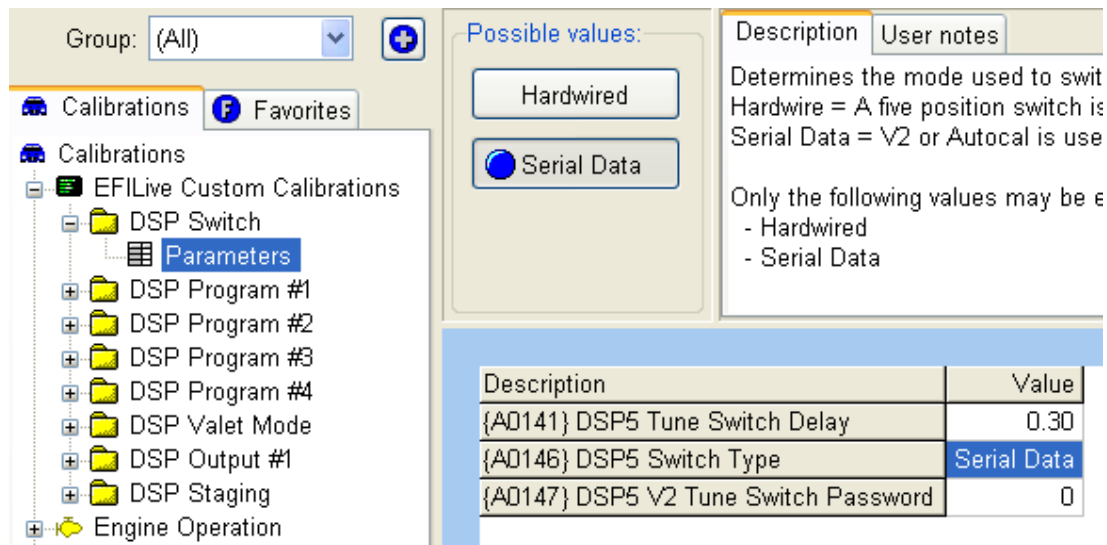 Group: (All)
Calibrations Favorites
Calibrations
EFILive Custom Calibrations
DSP Switch
Parameters
DSP Program #1
DSP Program #2
DSP Program #3
DSP Program #4
DSP Valet Mode
DSP Output #1
DSP Staging
Engine Operation
Possible values:
Hardwired
Serial Data
Description User notes
Determines the mode used to swit
Hardwire = A five position switch is
Serial Data = V2 or Autocal is use
Only the following values may be e
- Hardwired
- Serial Data
Description Value
{A0141} DSP5 Tune Switch Delay 0.30
{A0146} DSP5 Switch Type Serial Data
{A0147} DSP5 V2 Tune Switch Password 0